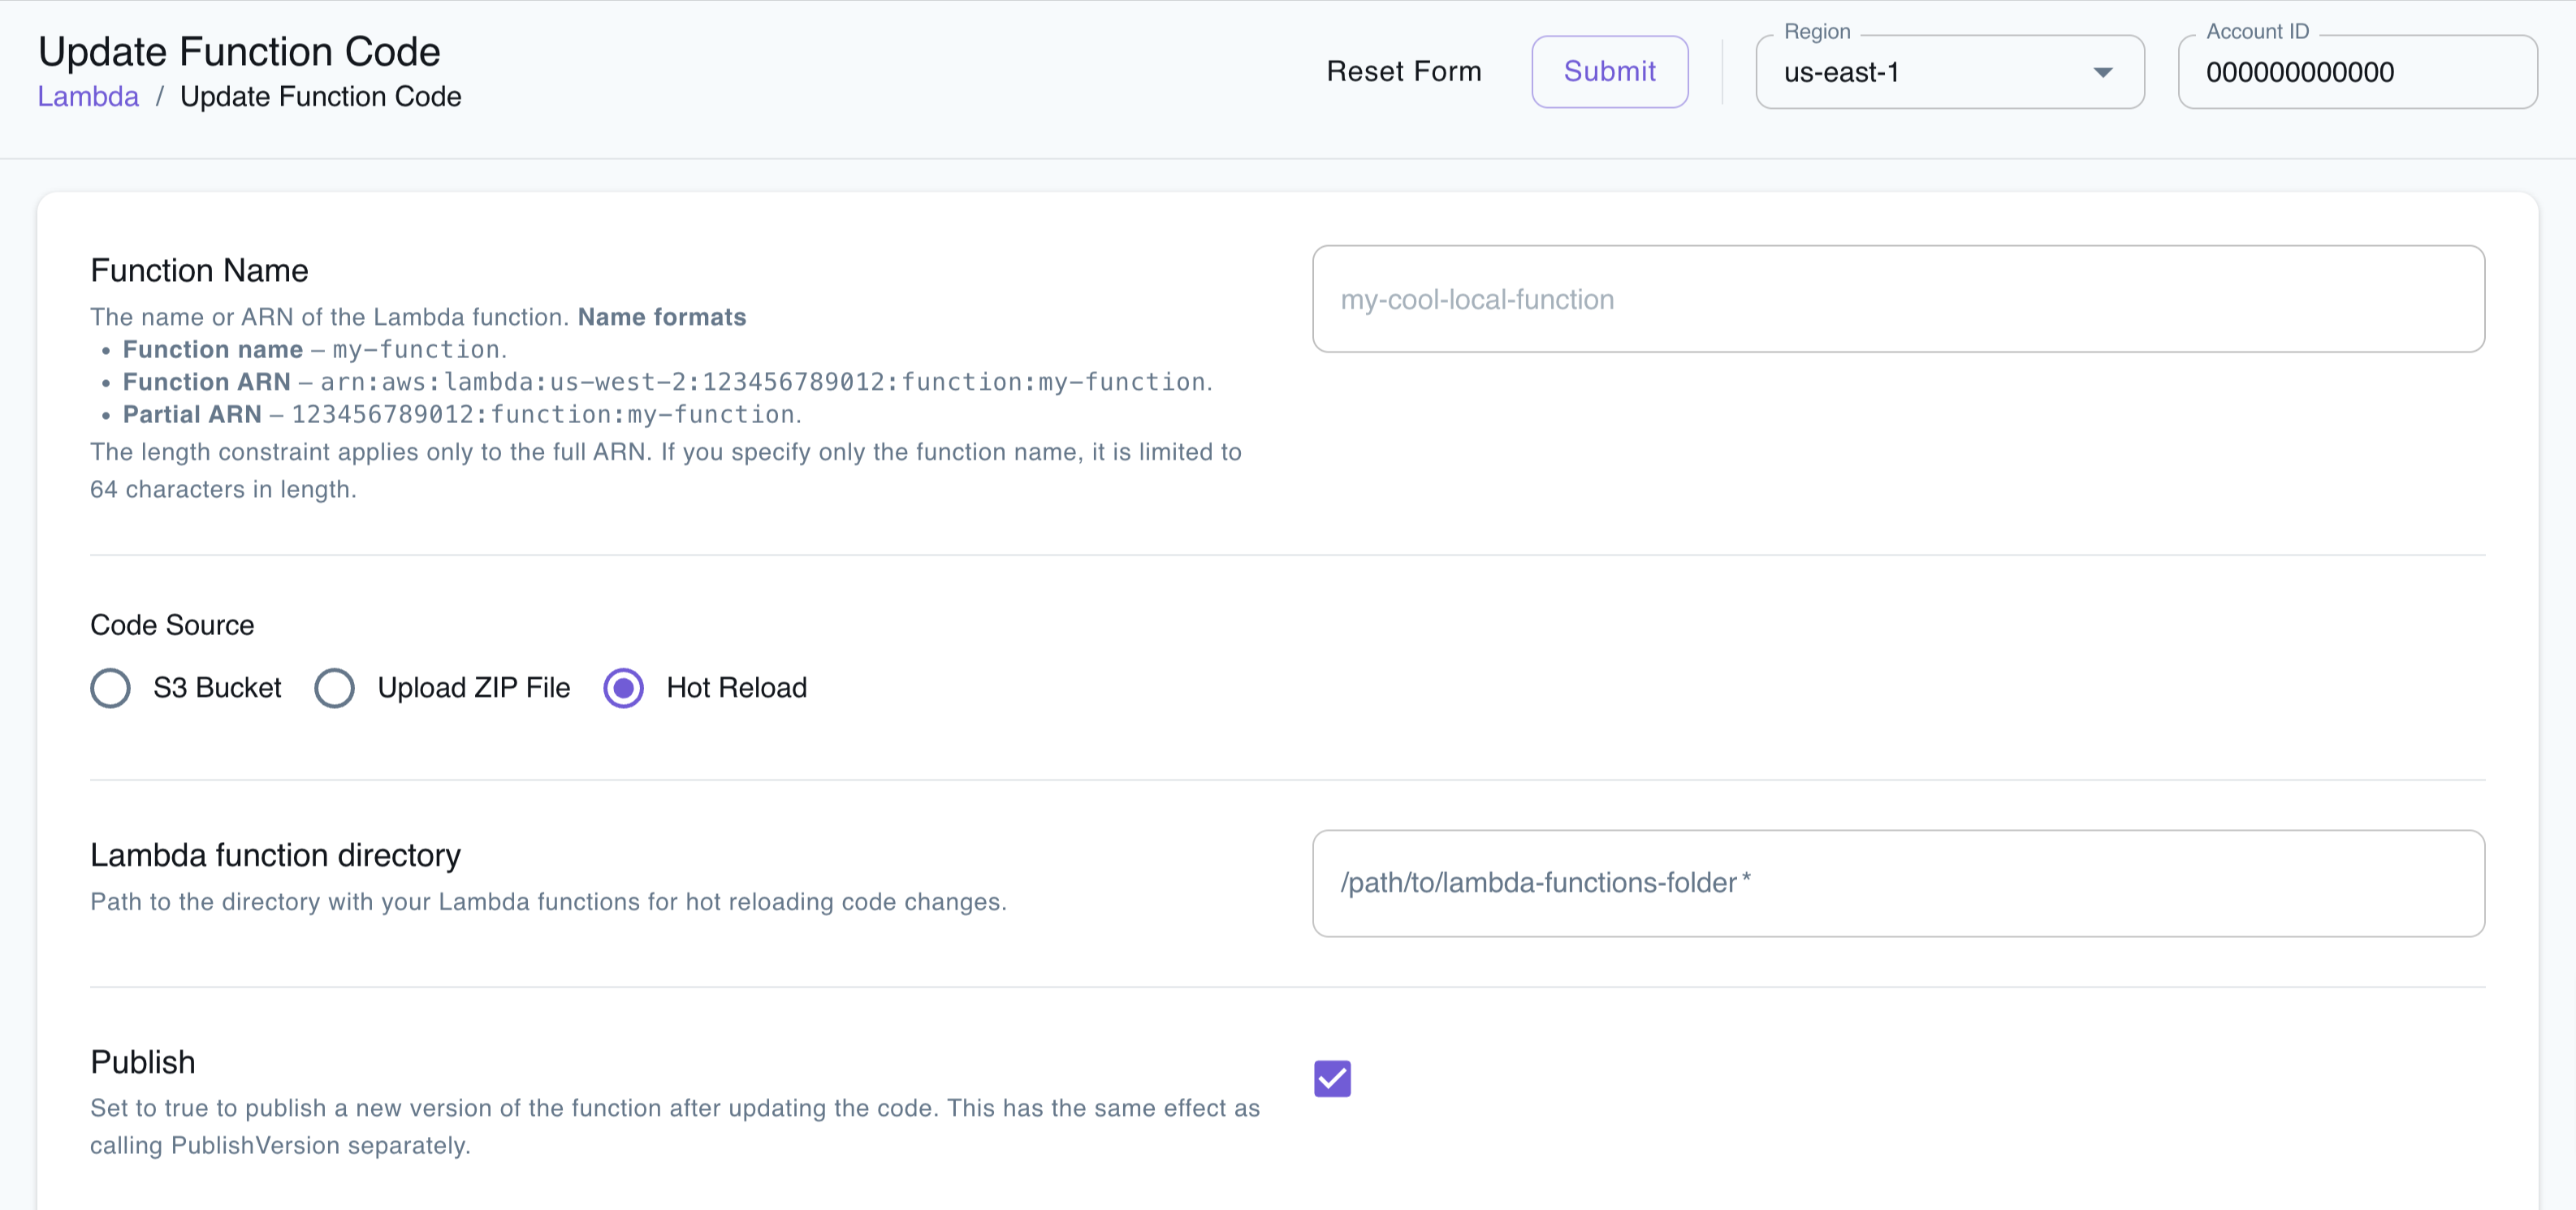 Update Function Code
Lambda / Update Function Code
Reset Form
Submit
Region
us-east-1
Account ID
000000000000
Function Name
The name or ARN of the Lambda function. Name formats
• Function name – my-function.
• Function ARN – arn:aws:lambda:us-west-2:123456789012:function:my-function.
• Partial ARN – 123456789012:function:my-function.
The length constraint applies only to the full ARN. If you specify only the function name, it is limited to
64 characters in length.
my-cool-local-function
Code Source
S3 Bucket
Upload ZIP File
Hot Reload
Lambda function directory
Path to the directory with your Lambda functions for hot reloading code changes.
/path/to/lambda-functions-folder *
Publish
Set to true to publish a new version of the function after updating the code. This has the same effect as
calling PublishVersion separately.